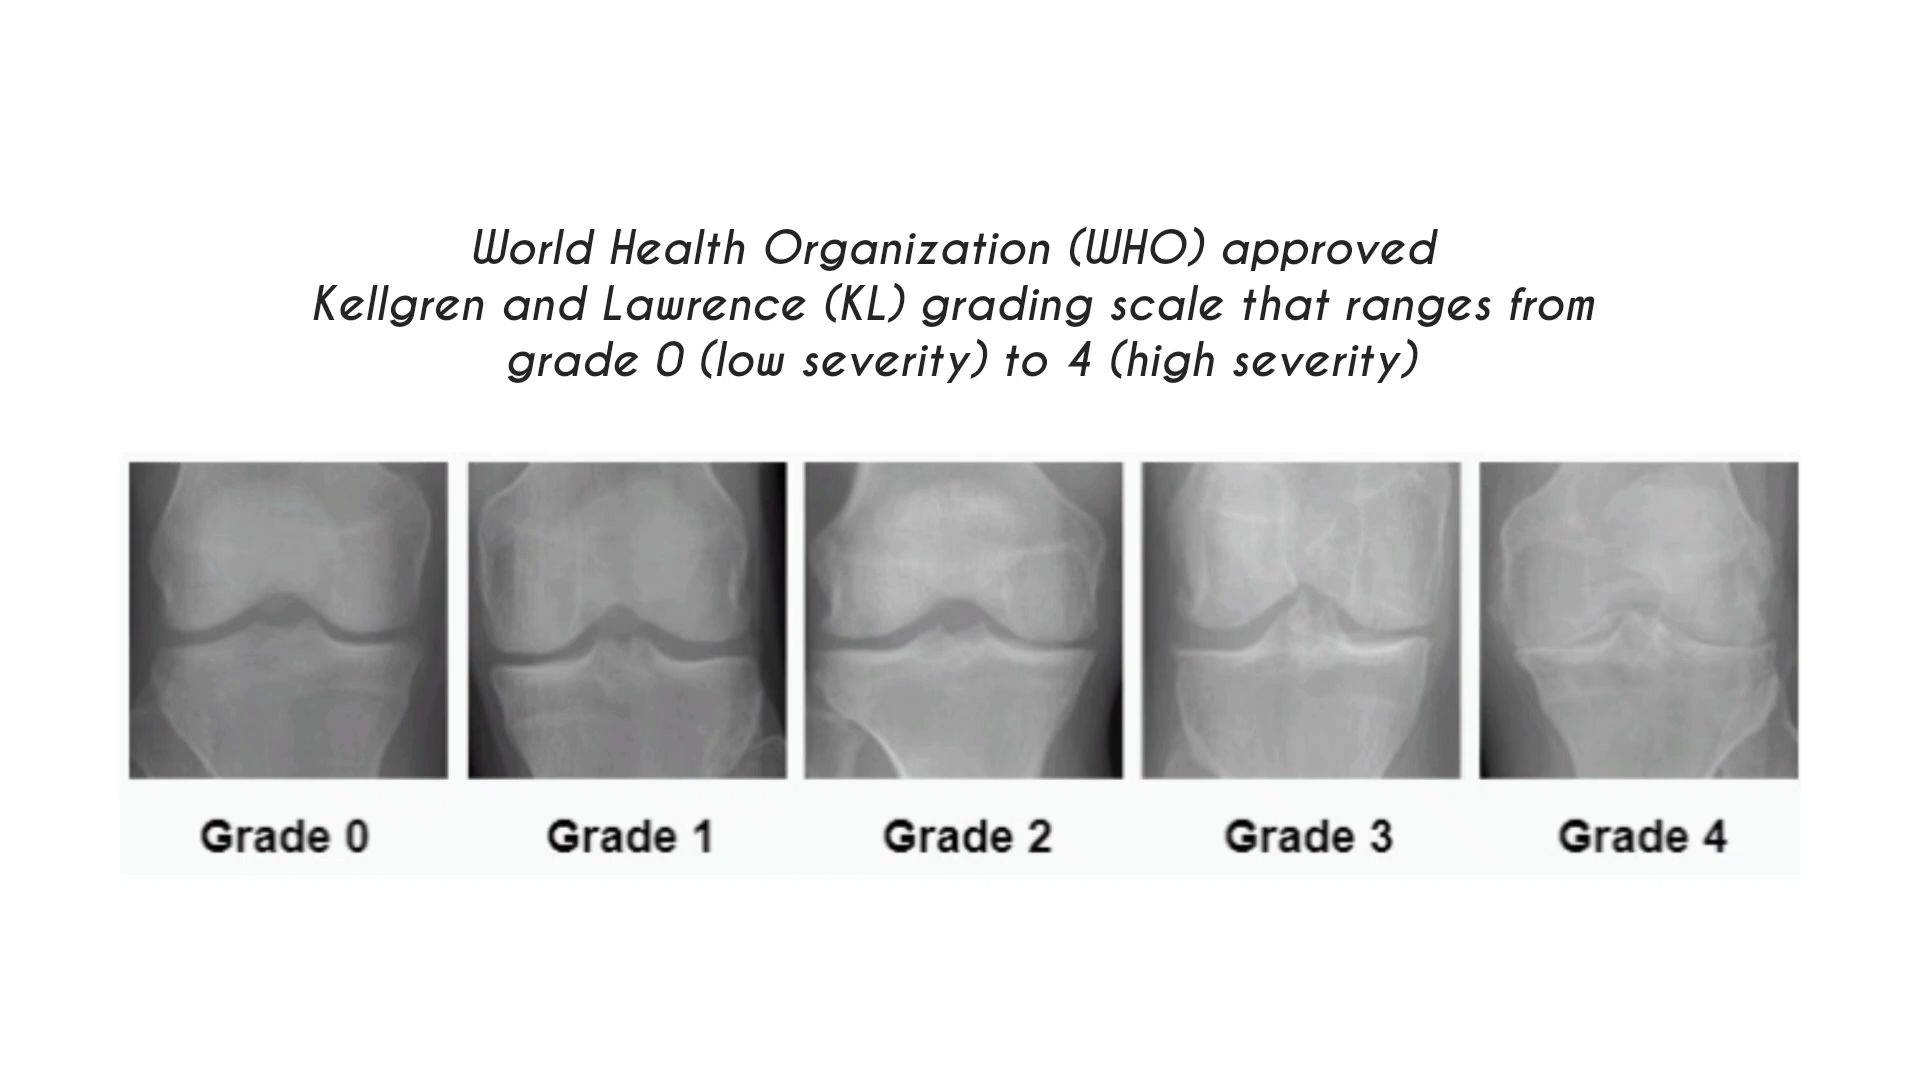 World Health Organization (WHO) approved
Kellgren and Lawrence (KL) grading scale that ranges from
grade 0 (low severity) to 4 (high severity)
Grade 0
Grade 1
Grade 2
Grade 3
Grade 4